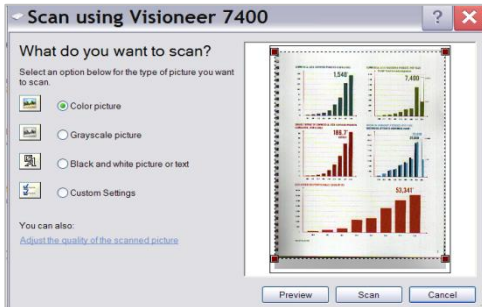 Scan using Visioneer 7400
What do you want to scan?
Select an option below for the type of picture you want
to scan.
Color picture
Grayscale picture
Black and white picture or text
Custom Settings
You can also:
Adjust the quality of the scanned picture
1,548
7,400
188.7
53,341
Preview
Scan
Cancel